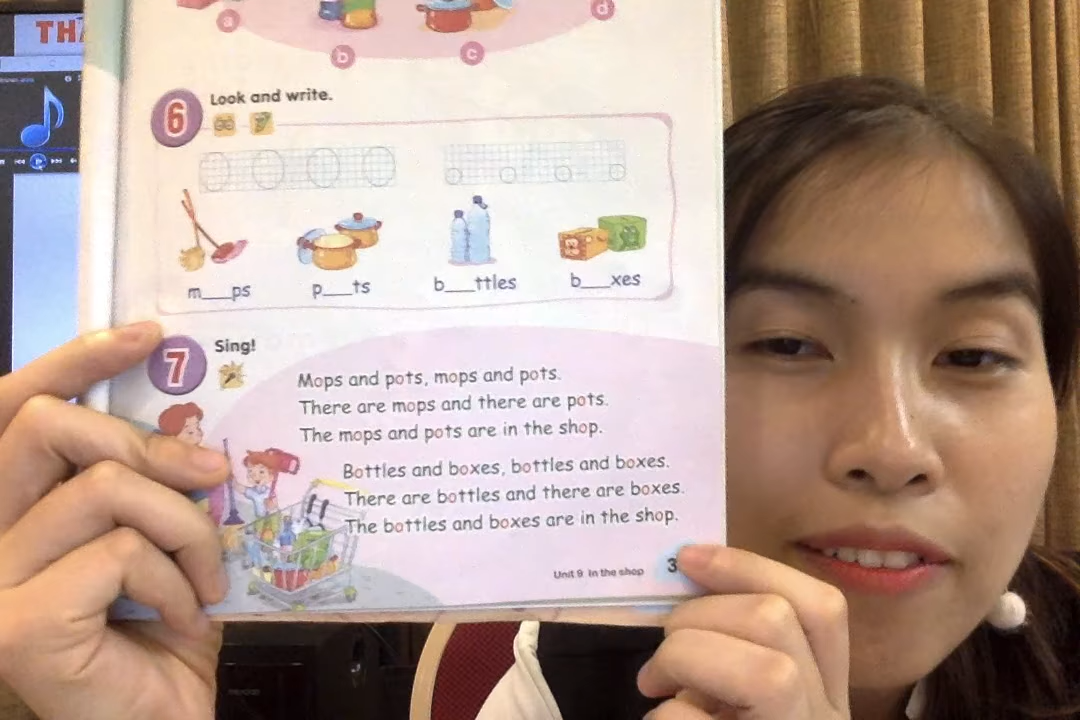 TH
a
b
c
d
6 Look and write.
m___ps
p___ts
b___ttles
b___xes
7 Sing!
Mops and pots, mops and pots.
There are mops and there are pots.
The mops and pots are in the shop.
Bottles and boxes, bottles and boxes.
There are bottles and there are boxes.
The bottles and boxes are in the shop.
Unit 9 In the shop 3